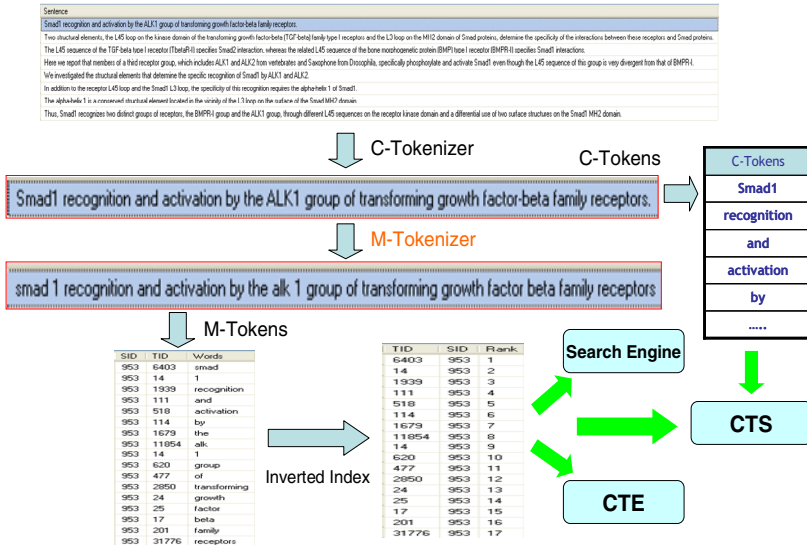 Sentence
Smad1 recognition and activation by the ALK1 group of transforming growth factor-beta family receptors.
Two structural elements, the L45 loop on the kinase domain of the transforming growth factor-beta (TGF-beta) family type I receptors and the L3 loop on the MH2 domain of Smad proteins, determine the specificity of the interactions between these receptors and Smad proteins.
The L45 sequence of the TGF-beta type I receptor (TbetaR-I) specifies Smad2 interaction, whereas the related L45 sequence of the bone morphogenetic protein (BMP) type I receptor (BMPR-I) specifies Smad1 interactions.
Here we report that members of a third receptor group, which includes ALK1 and ALK2 from vertebrates and Saxophone from Drosophila, specifically phosphorylate and activate Smad1 even though the L45 sequence of this group is very divergent from that of BMPR-I.
We investigated the structural elements that determine the specific recognition of Smad1 by ALK1 and ALK2.
In addition to the receptor L45 loop and the Smad1 L3 loop, the specificity of this recognition requires the alpha-helix 1 of Smad1.
The alpha-helix 1 is a conserved structural element located in the vicinity of the L3 loop on the surface of the Smad MH2 domain.
Thus, Smad1 recognizes two distinct groups of receptors, the BMPR-I group and the ALK1 group, through different L45 sequences on the receptor kinase domain and a differential use of two surface structures on the Smad1 MH2 domain.
C-Tokenizer
C-Tokens
Smad1 recognition and activation by the ALK1 group of transforming growth factor-beta family receptors.
M-Tokenizer
smad 1 recognition and activation by the alk 1 group of transforming growth factor beta family receptors
M-Tokens
C-Tokens
Smad1
recognition
and
activation
by
.....
SID TID Words
953 6403 smad
953 14 1
953 1939 recognition
953 111 and
953 518 activation
953 114 by
953 1679 the
953 11854 alk
953 14 1
953 620 group
953 477 of
953 2850 transforming
953 24 growth
953 25 factor
953 17 beta
953 201 family
953 31776 receptors
Inverted Index
TID SID Rank
6403 953 1
14 953 2
1939 953 3
111 953 4
518 953 5
114 953 6
1679 953 7
11854 953 8
14 953 9
620 953 10
477 953 11
2850 953 12
24 953 13
25 953 14
17 953 15
201 953 16
31776 953 17
Search Engine
CTS
CTE